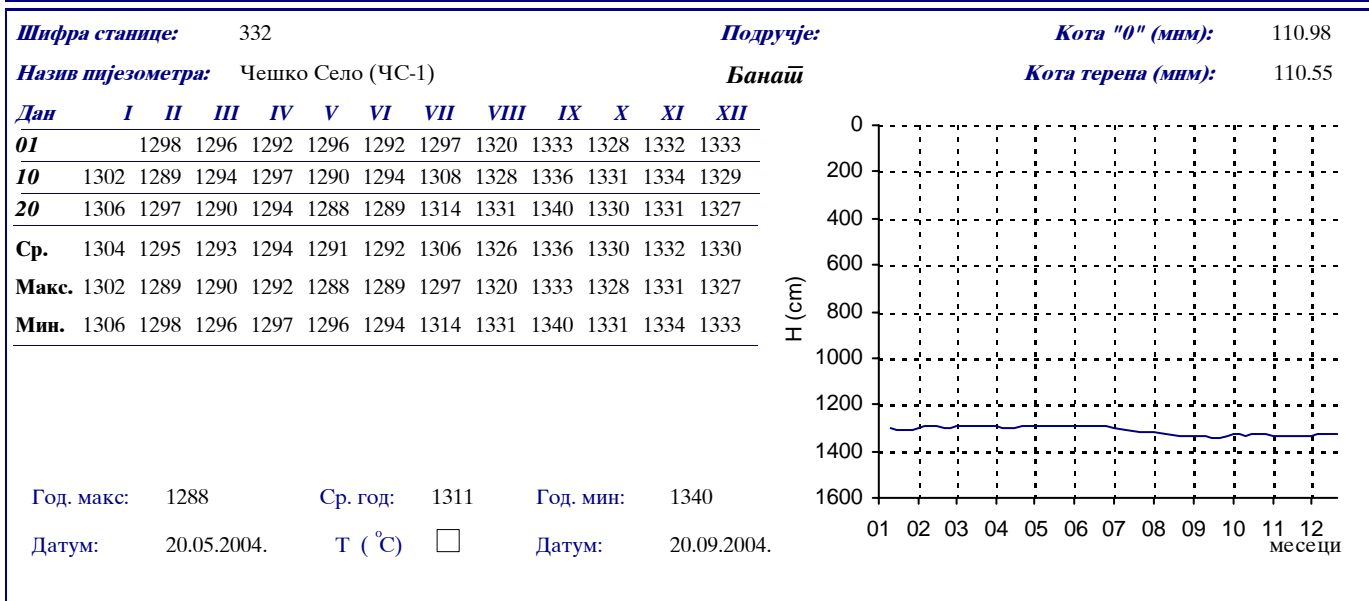 Шифра станице: 332 Подручје: Кота "0" (мнм): 110.98
Назив пијезометра: Чешко Село (ЧС-1) Банат Кота терена (мнм): 110.55
Дан I II III IV V VI VII VIII IX X XI XII
01 1298 1296 1292 1296 1292 1297 1320 1333 1328 1332 1333
10 1302 1289 1294 1297 1290 1294 1308 1328 1336 1331 1334 1329
20 1306 1297 1290 1294 1288 1289 1314 1331 1340 1330 1331 1327
Ср. 1304 1295 1293 1294 1291 1292 1306 1326 1336 1330 1332 1330
Макс. 1302 1289 1290 1292 1288 1289 1297 1320 1333 1328 1331 1327
Мин. 1306 1298 1296 1297 1296 1294 1314 1331 1340 1331 1334 1333
Год. макс: 1288 Ср. год: 1311 Год. мин: 1340
Датум: 20.05.2004. Т ( °C) Датум: 20.09.2004.
H (cm)
0
200
400
600
800
1000
1200
1400
1600
01 02 03 04 05 06 07 08 09 10 11 12
месеци